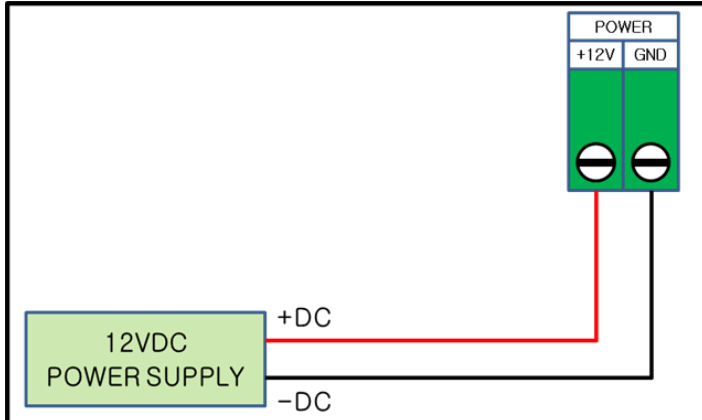 POWER
+12V GND
+DC
12VDC
POWER SUPPLY
-DC